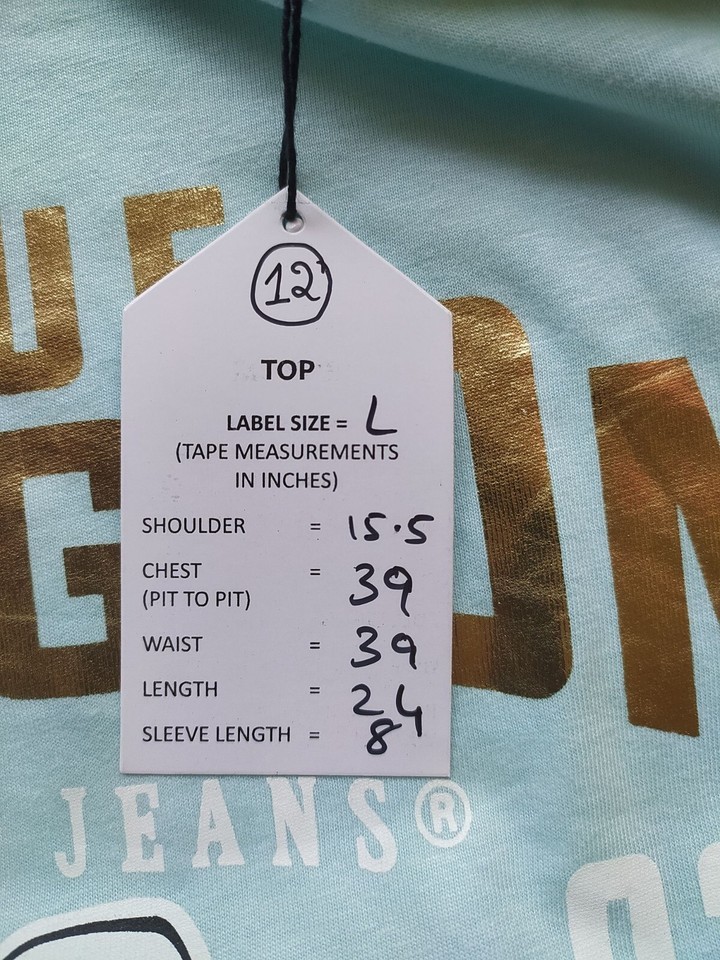 12
TOP
LABEL SIZE = L
(TAPE MEASUREMENTS
IN INCHES)
SHOULDER = 15.5
CHEST = 39
(PIT TO PIT)
WAIST = 39
LENGTH = 24
SLEEVE LENGTH = 8
JEANS®